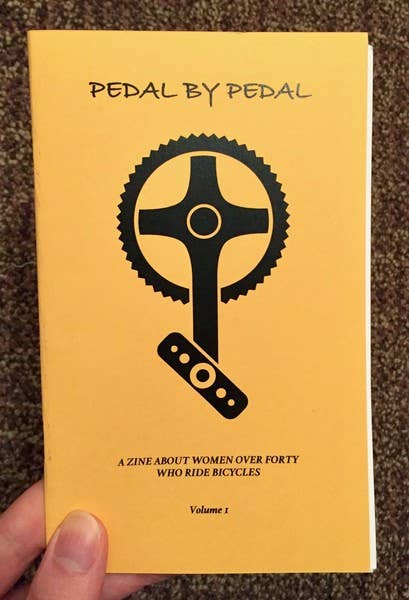 PEDAL BY PEDAL
A ZINE ABOUT WOMEN OVER FORTY
WHO RIDE BICYCLES
Volume 1